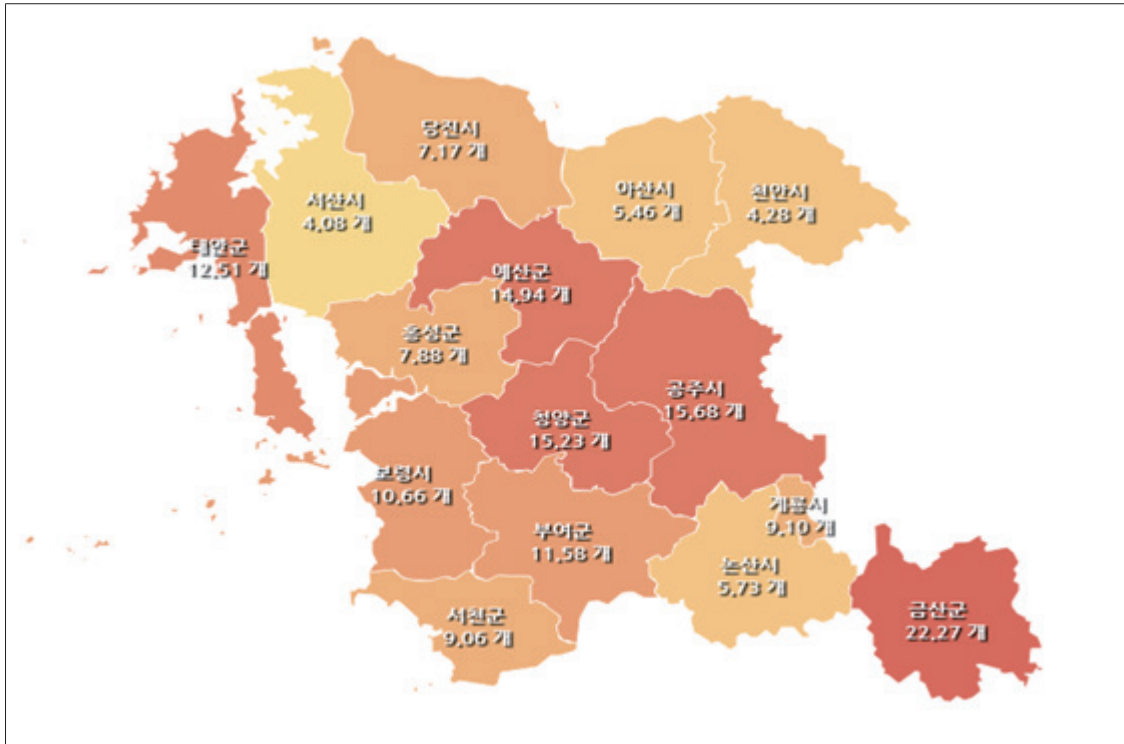 당진시
7.17 개
아산시
5.46 개
천안시
4.28 개
서산시
4.08 개
태안군
12.51 개
예산군
14.94 개
홍성군
7.88 개
공주시
15.68 개
청양군
15.23 개
보령시
10.66 개
부여군
11.58 개
계룡시
9.10 개
논산시
5.73 개
서천군
9.06 개
금산군
22.27 개